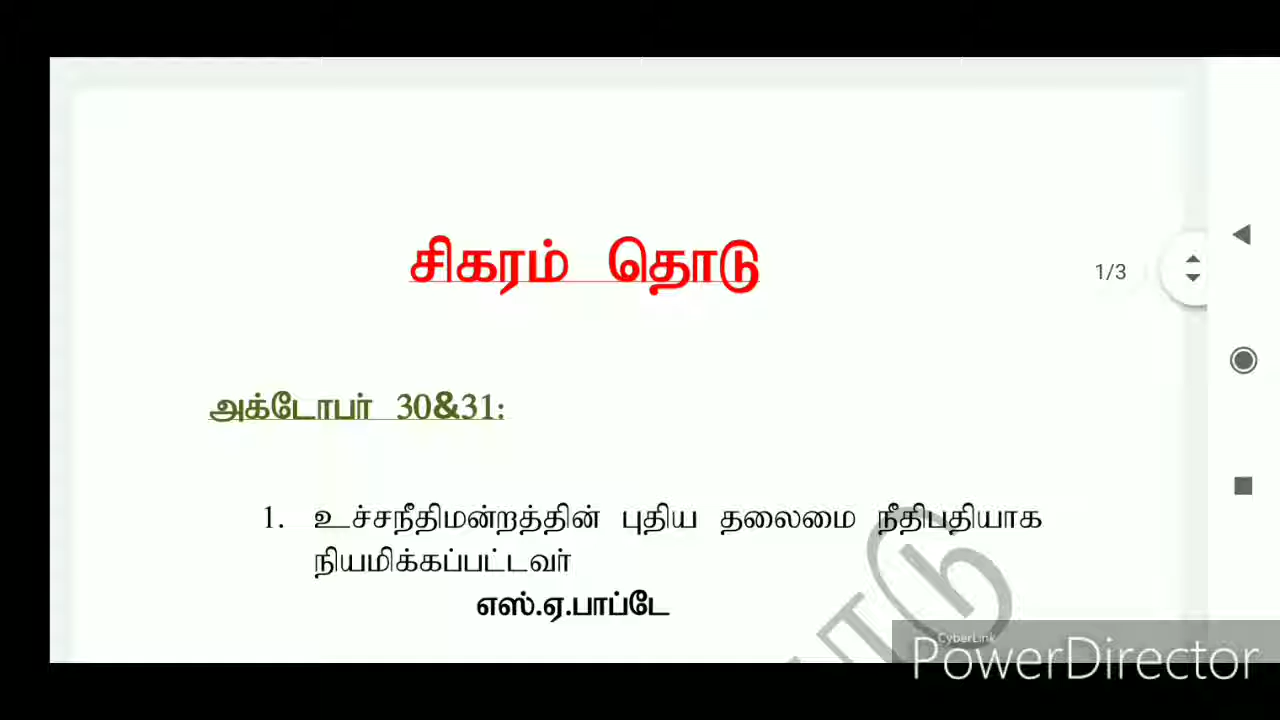 சிகரம் தொடு
1/3
அக்டோபர் 30&31:
1. உச்சநீதிமன்றத்தின் புதிய தலைமை நீதிபதியாக
நியமிக்கப்பட்டவர்
எஸ்.ஏ.பாப்டே
CyberLink
PowerDirector